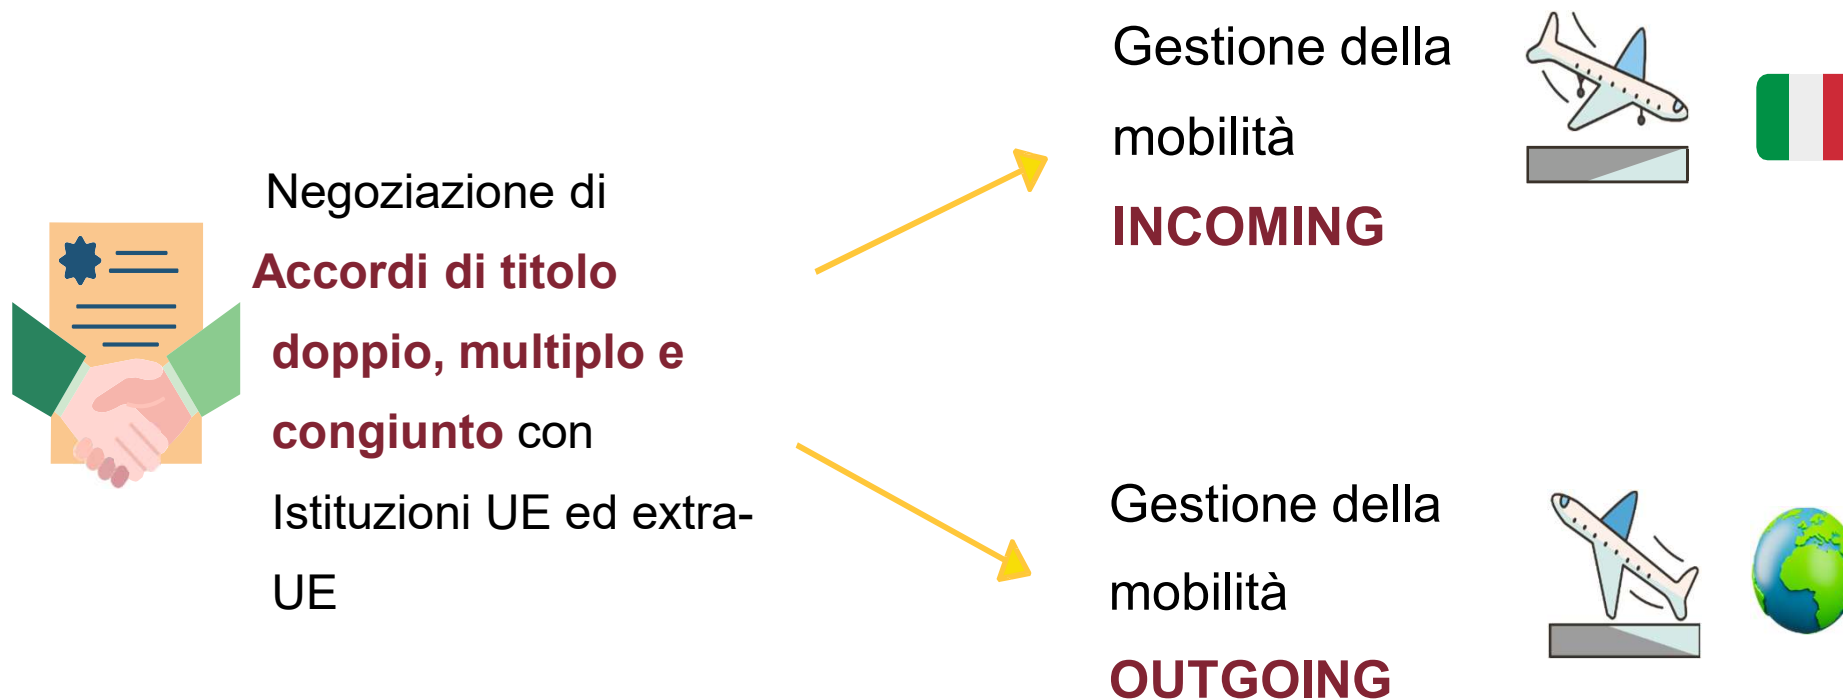 Negoziazione di
Accordi di titolo
doppio, multiplo e
congiunto con
Istituzioni UE ed extra-
UE
Gestione della
mobilità
INCOMING
Gestione della
mobilità
OUTGOING